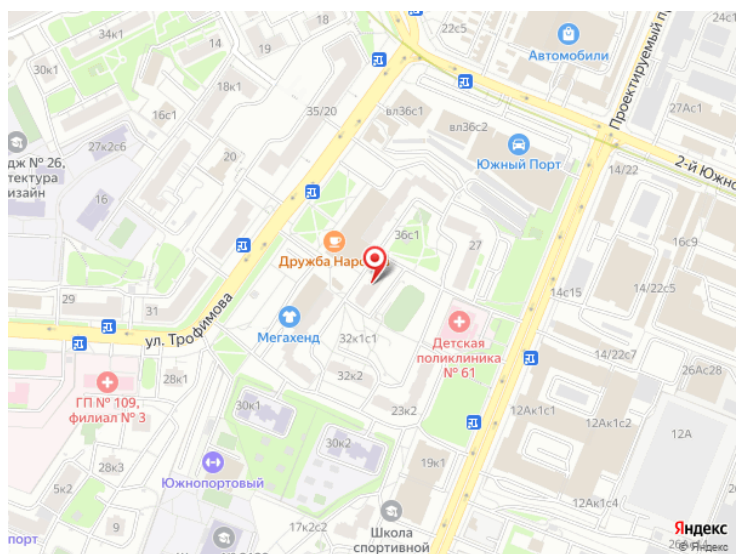 34к1
18
19
22с5
24с1
Автомобили
30к1
18к1
35/20
вл36с1
вл36с2
Проектируемый
27Ас1
16с1
27к2с6
20
Южный Порт
14/22
2-й Южно
дж № 26,
тектура
изайн
16
36с1
27
16с9
Дружба Наро
14с15
14/22с5
29
31
ул. Трофимова
Мегахенд
32к1с1
Детская
поликлиника
№ 61
14/22с7
26Ас28
ГП № 109,
филиал № 3
28к1
32к2
30к1
23к2
12Ак1с1
12Ак1с2
12А
30к2
28к3
5к2
9
Южнопортовый
19к1
12Ак1с4
порт
17к2с2
Школа
спортивной
Яндекс
© Яндекс